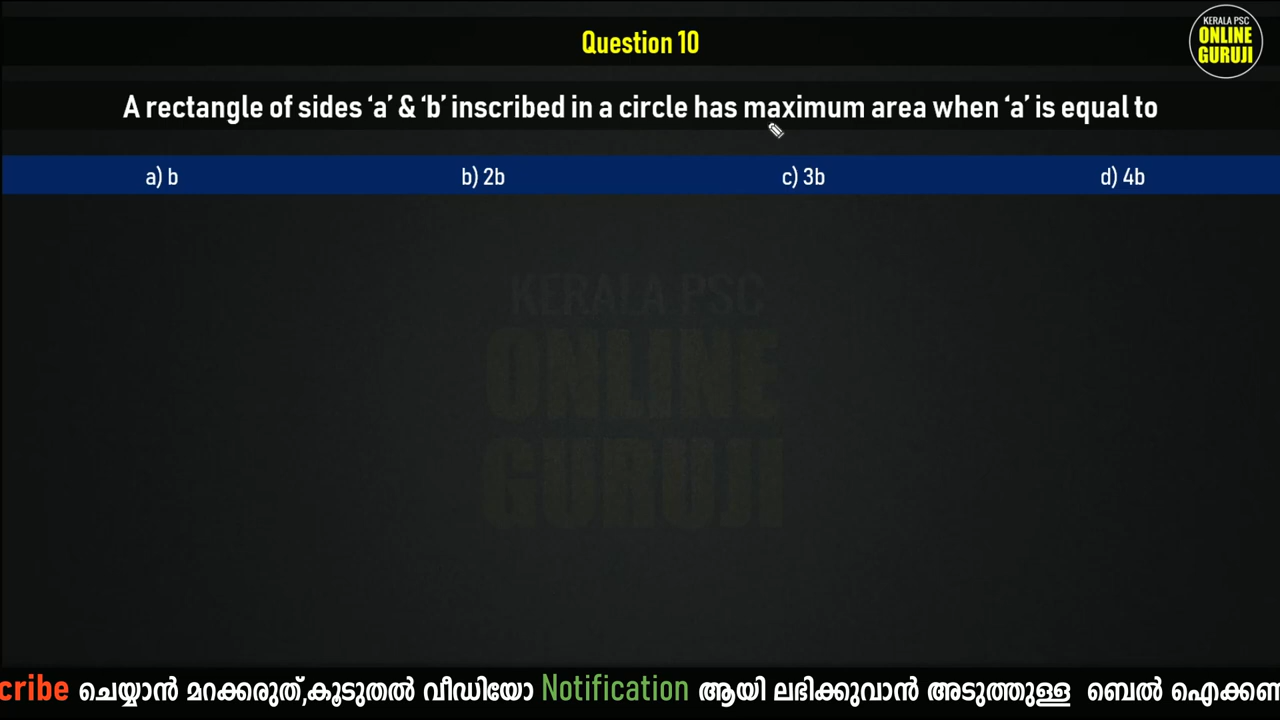 Question 10
KERALA PSC
ONLINE
GURUJI
A rectangle of sides ‘a’ & ‘b’ inscribed in a circle has maximum area when ‘a’ is equal to
a) b b) 2b c) 3b d) 4b
KERALA PSC
ONLINE
GURUJI
cribe ചെയ്യാൻ മറക്കരുത്,കൂടുതൽ വീഡിയോ Notification ആയി ലഭിക്കുവാൻ അടുത്തുള്ള ബെൽ ഐക്കണ